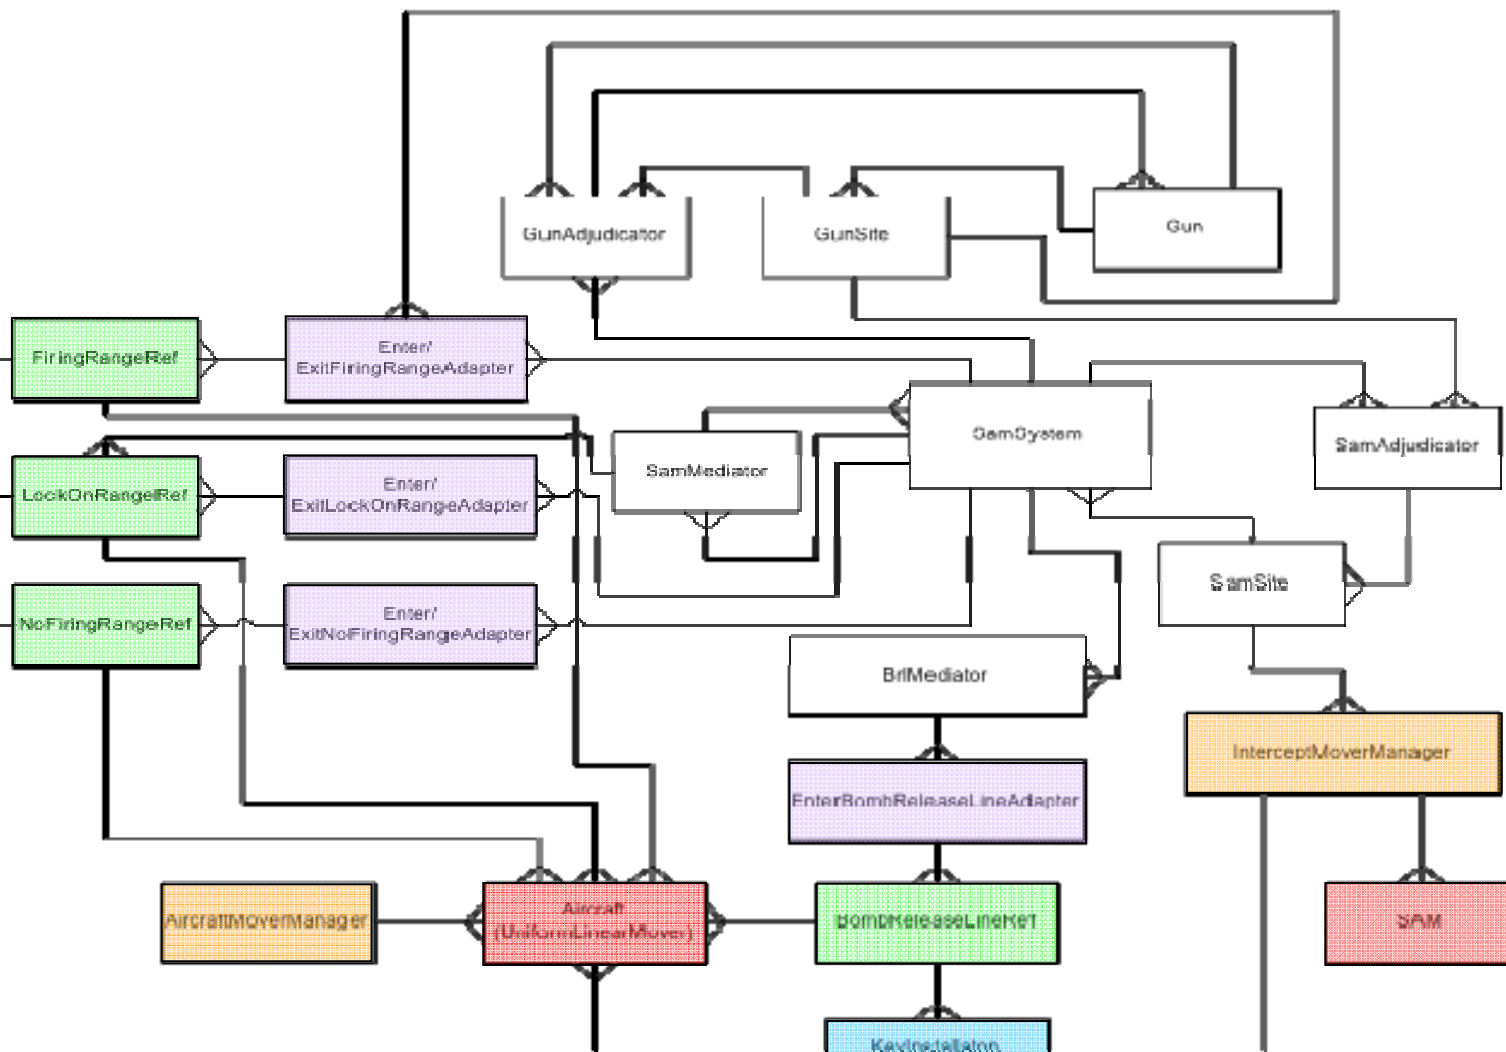 GunAdjudicator
GunSite
Gun
FiringRangeRef
Enter/
ExitFiringRangeAdapter
SamSystem
SamAdjudicator
SamMediator
LockOnRangeRef
Enter/
ExitLockOnRangeAdapter
SamSite
NoFiringRangeRef
Enter/
ExitNoFiringRangeAdapter
BrlMediator
InterceptMoverManager
EnterBombReleaseLineAdapter
AircraftMoverManager
Aircraft
(UniformLinearMover)
BombReleaseLineRef
SAM
KeyInstallaton